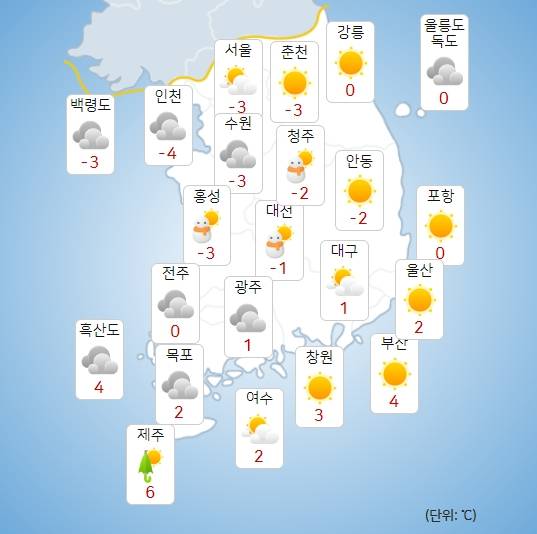 강릉
0
울릉도
독도
0
서울
-3
춘천
-3
백령도
-3
인천
-4
수원
-3
청주
-2
안동
-2
홍성
-3
대전
-1
포항
0
대구
1
울산
2
전주
0
광주
1
흑산도
4
목포
2
창원
3
부산
4
여수
2
제주
6
(단위: ℃)